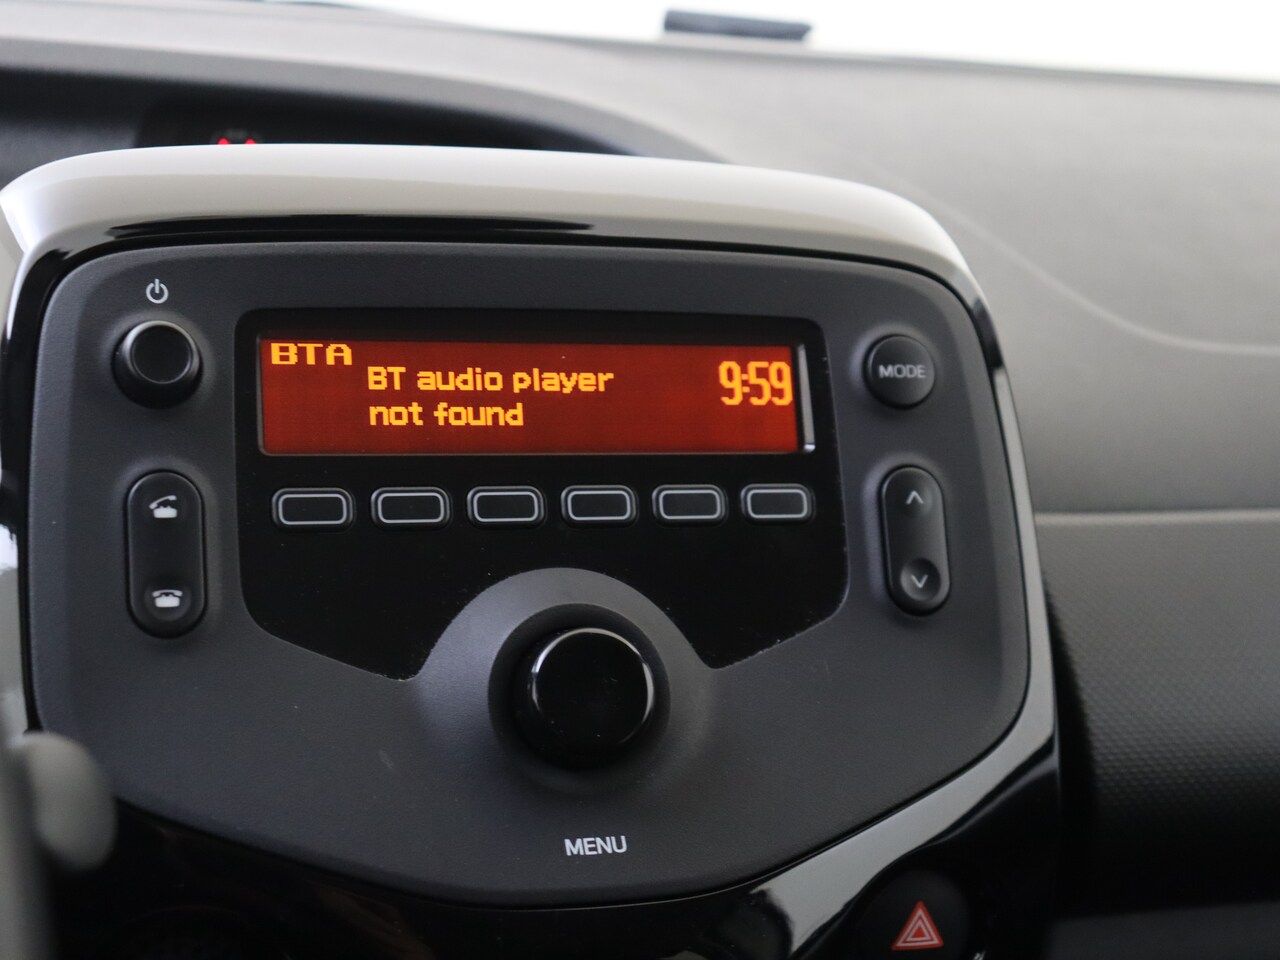 BTA
BT audio player
not found
9:59
MODE
MENU